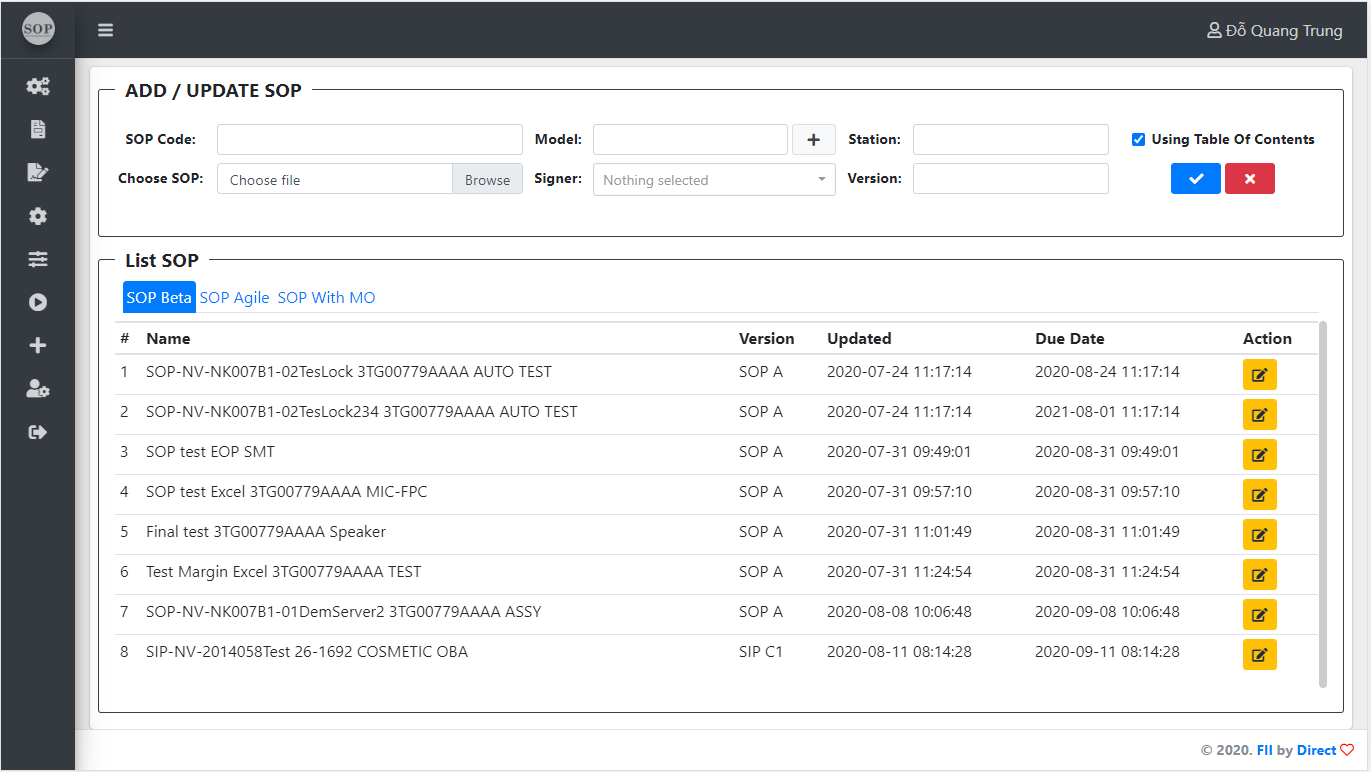 SOP
Đỗ Quang Trung
ADD / UPDATE SOP
SOP Code: Model: Station: Using Table Of Contents
Choose SOP: Choose file Browse Signer: Nothing selected Version:
List SOP
SOP Beta SOP Agile SOP With MO
# Name Version Updated Due Date Action
1 SOP-NV-NK007B1-02TesLock 3TG00779AAAA AUTO TEST SOP A 2020-07-24 11:17:14 2020-08-24 11:17:14
2 SOP-NV-NK007B1-02TesLock234 3TG00779AAAA AUTO TEST SOP A 2020-07-24 11:17:14 2021-08-01 11:17:14
3 SOP test EOP SMT SOP A 2020-07-31 09:49:01 2020-08-31 09:49:01
4 SOP test Excel 3TG00779AAAA MIC-FPC SOP A 2020-07-31 09:57:10 2020-08-31 09:57:10
5 Final test 3TG00779AAAA Speaker SOP A 2020-07-31 11:01:49 2020-08-31 11:01:49
6 Test Margin Excel 3TG00779AAAA TEST SOP A 2020-07-31 11:24:54 2020-08-31 11:24:54
7 SOP-NV-NK007B1-01DemServer2 3TG00779AAAA ASSY SOP A 2020-08-08 10:06:48 2020-09-08 10:06:48
8 SIP-NV-2014058Test 26-1692 COSMETIC OBA SIP C1 2020-08-11 08:14:28 2020-09-11 08:14:28
© 2020. FII by Direct